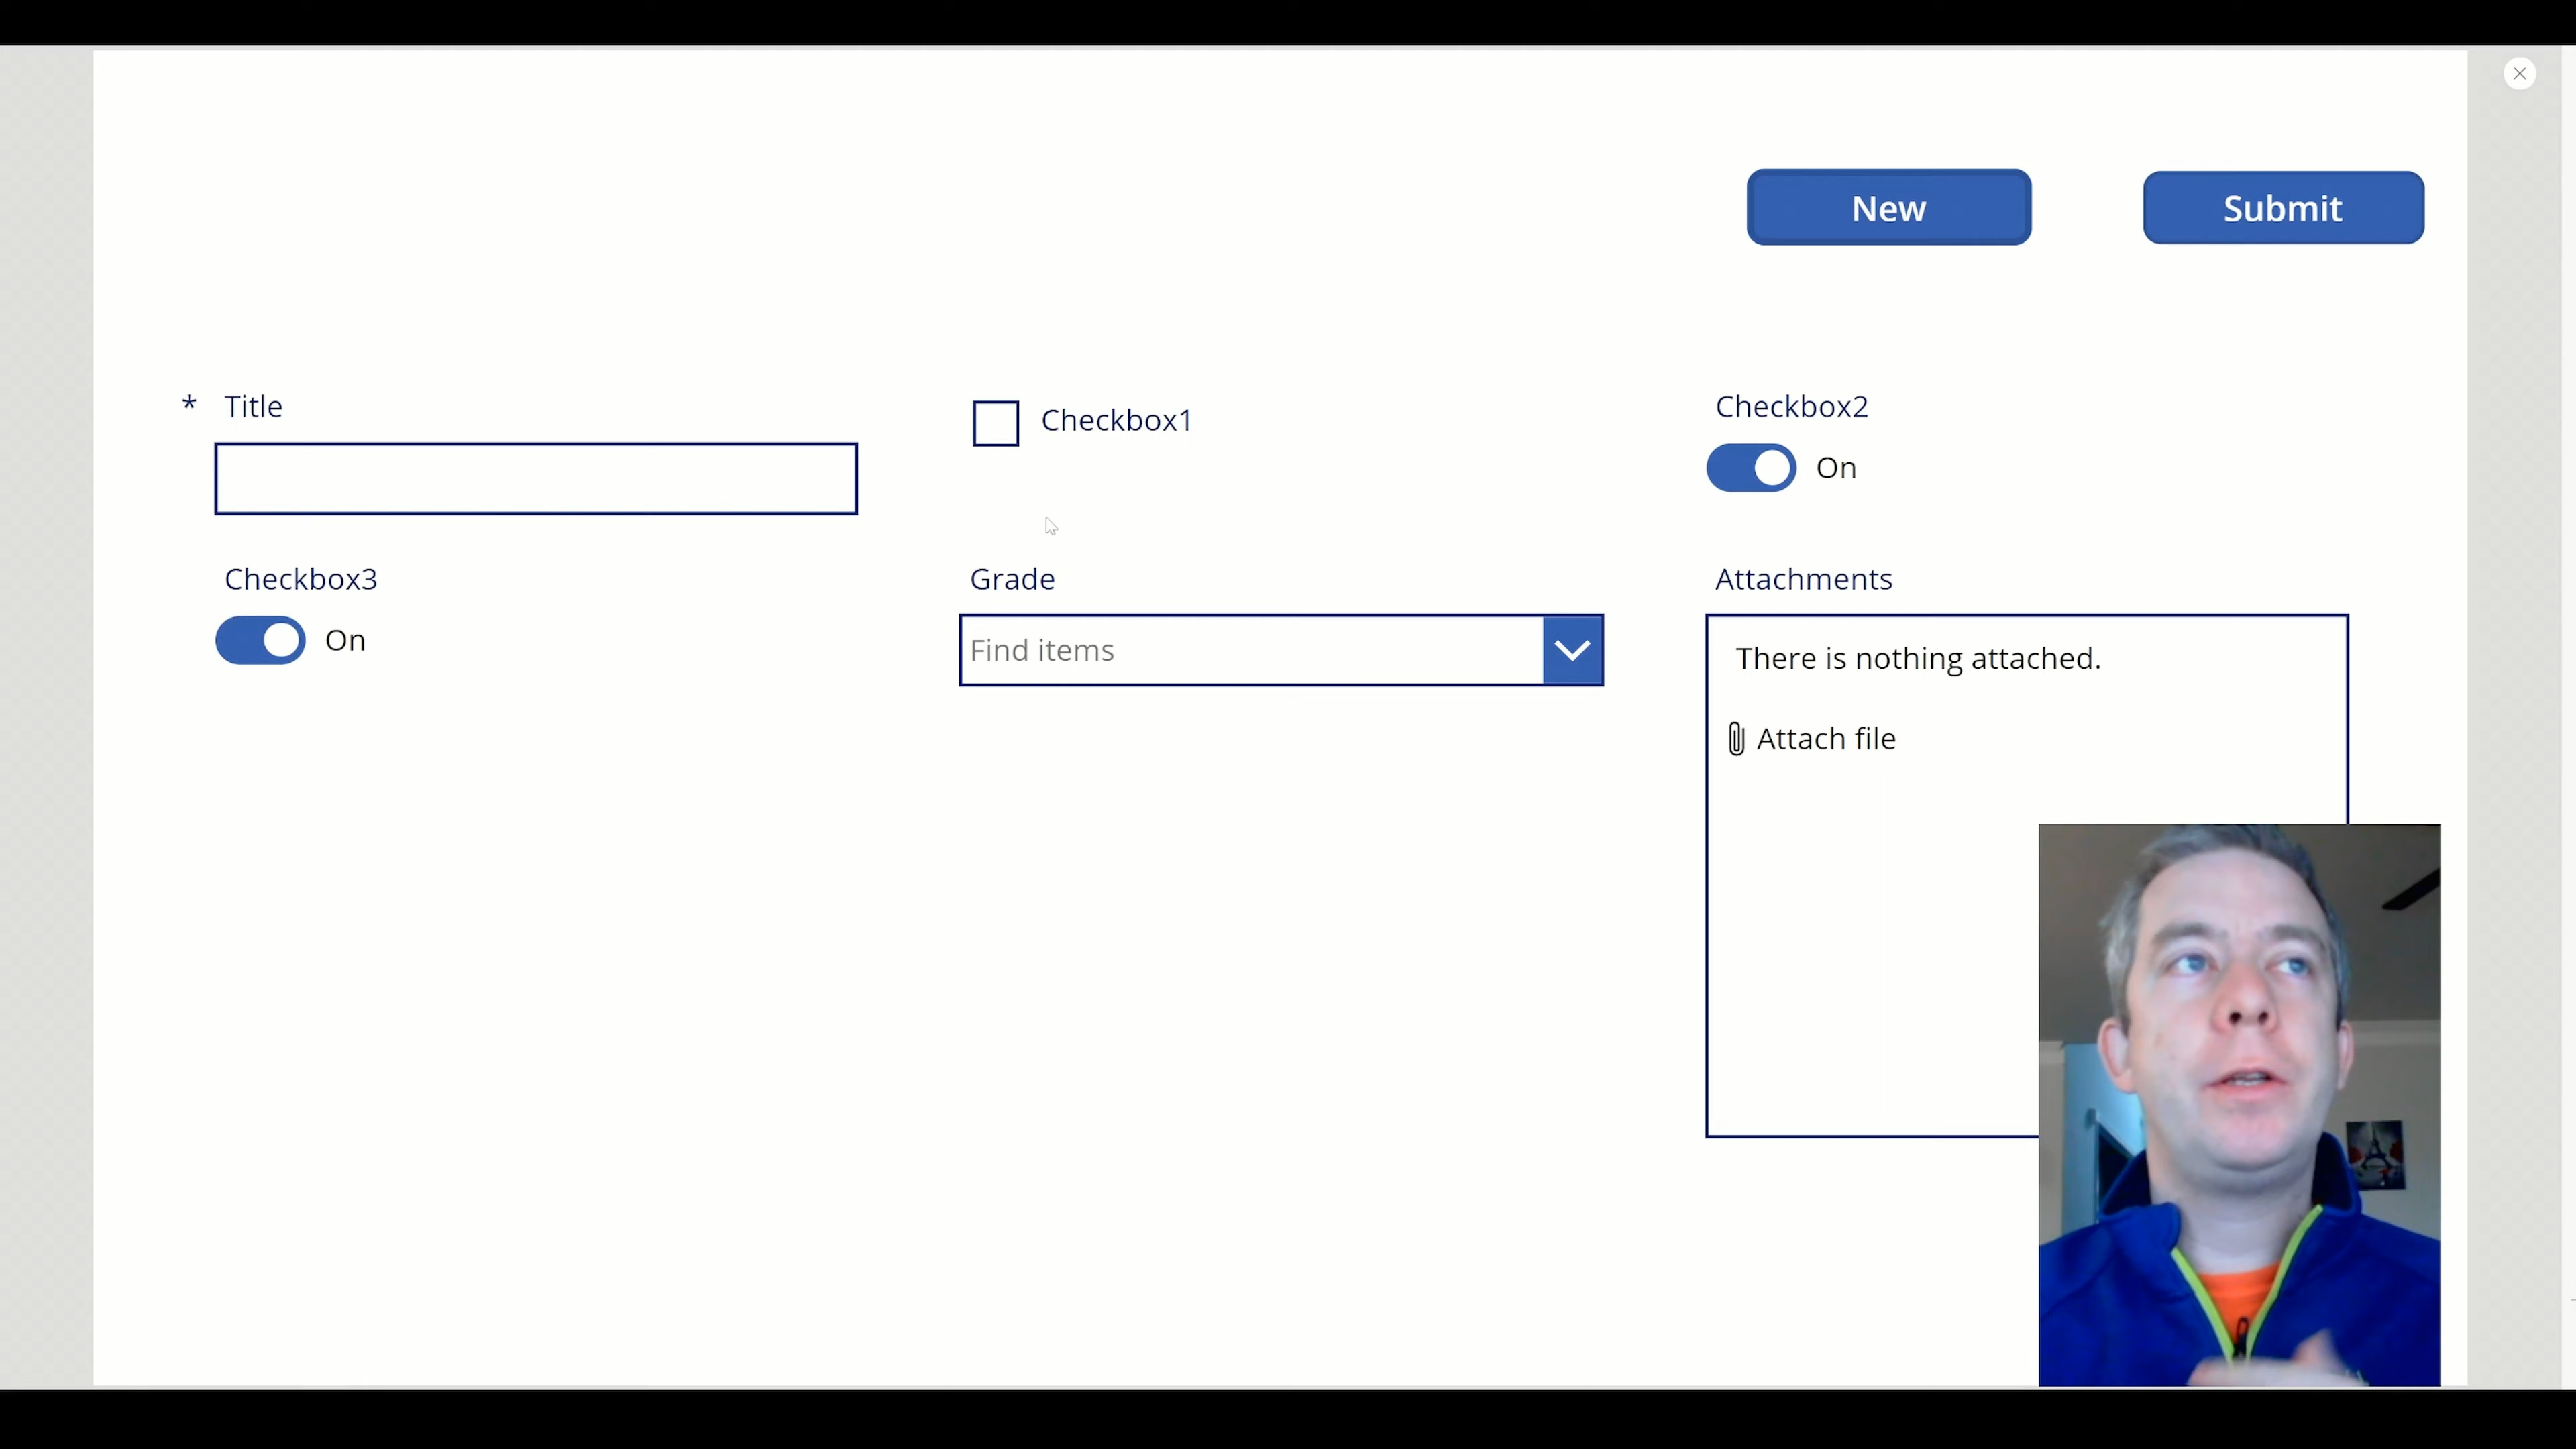 New
Submit
* Title
Checkbox1
Checkbox2
On
Checkbox3
On
Grade
Find items
Attachments
There is nothing attached.
Attach file